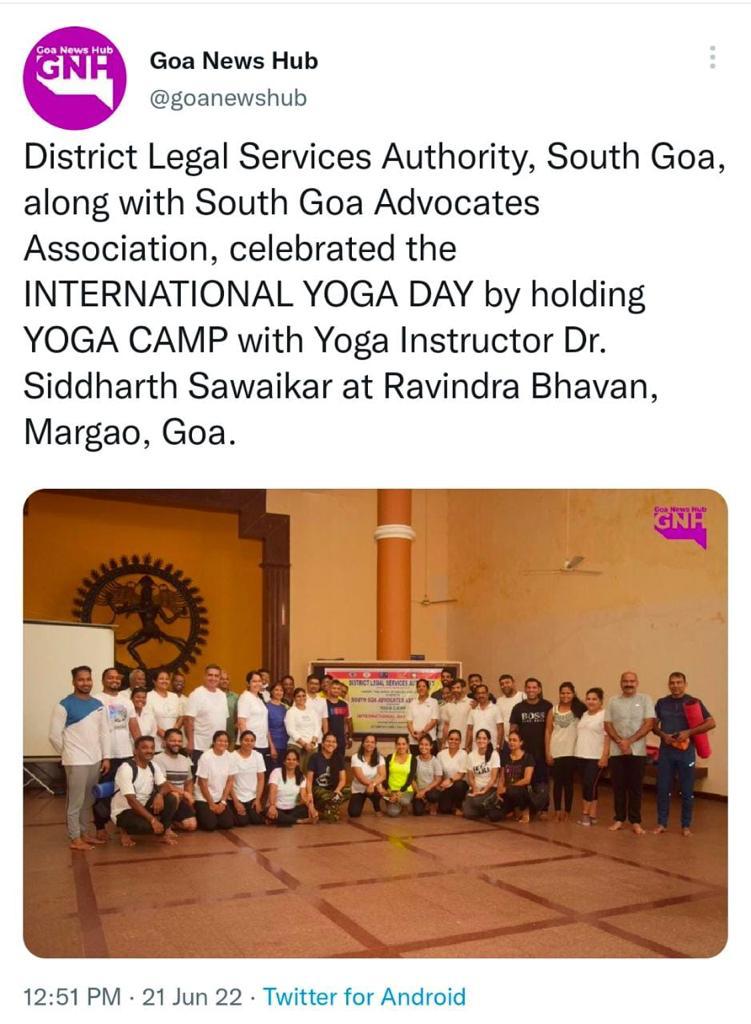 Goa News Hub
GNH
Goa News Hub
@goanewshub
District Legal Services Authority, South Goa,
along with South Goa Advocates
Association, celebrated the
INTERNATIONAL YOGA DAY by holding
YOGA CAMP with Yoga Instructor Dr.
Siddharth Sawaikar at Ravindra Bhavan,
Margao, Goa.
Goa News Hub
GNH
DISTRICT LEGAL SERVICES
SOUTH GOA ADVOCATES
YOGA CAMP
INTERNATIONAL
BOSS
12:51 PM · 21 Jun 22 · Twitter for Android